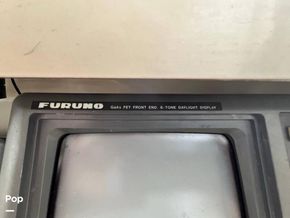 FURUNO GaAs FET FRONT END. 8-TONE DAYLIGHT DISPLAY
Pop